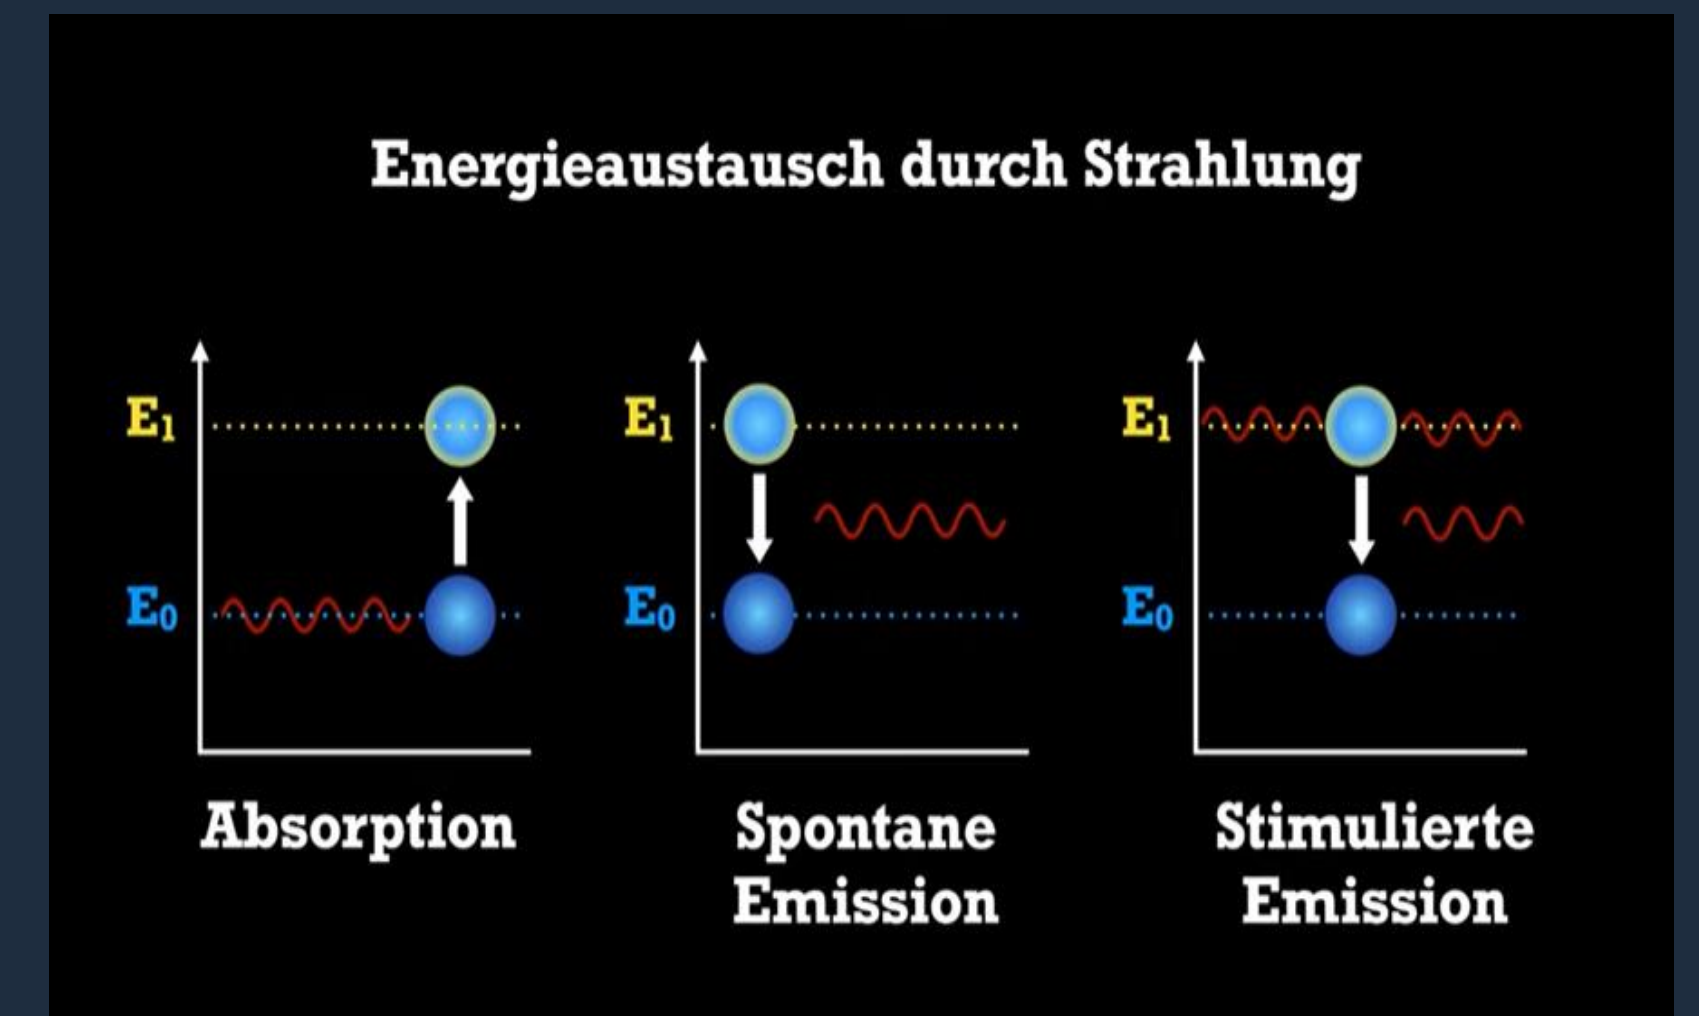 Energieaustausch durch Strahlung
E₁
E₀
Absorption
E₁
E₀
Spontane
Emission
E₁
E₀
Stimulierte
Emission